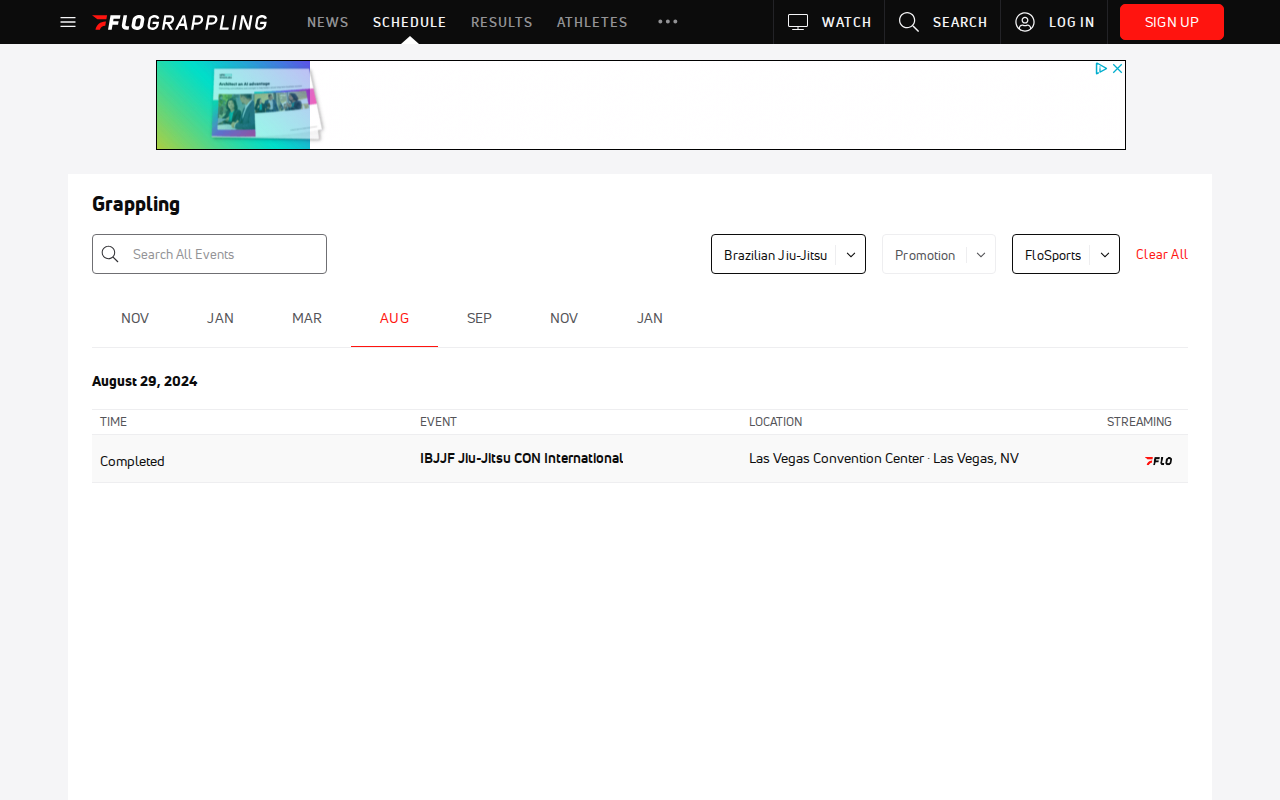 FLOGRAPPLING NEWS SCHEDULE RESULTS ATHLETES WATCH SEARCH LOG IN SIGN UP
Architect an AI advantage
Grappling
Search All Events Brazilian Jiu-Jitsu Promotion FloSports Clear All
NOV JAN MAR AUG SEP NOV JAN
August 29, 2024
TIME EVENT LOCATION STREAMING
Completed IBJJF Jiu-Jitsu CON International Las Vegas Convention Center · Las Vegas, NV FLO